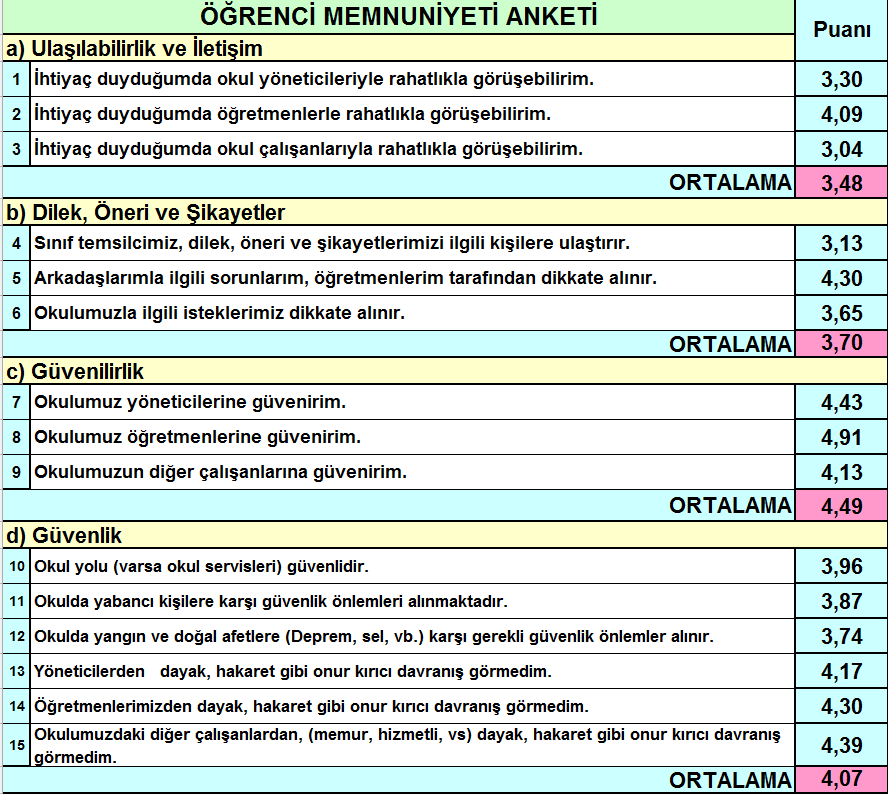 ÖĞRENCİ MEMNUNİYETİ ANKETİ
Puanı
a) Ulaşılabilirlik ve İletişim
1 İhtiyaç duyduğumda okul yöneticileriyle rahatlıkla görüşebilirim. 3,30
2 İhtiyaç duyduğumda öğretmenlerle rahatlıkla görüşebilirim. 4,09
3 İhtiyaç duyduğumda okul çalışanlarıyla rahatlıkla görüşebilirim. 3,04
ORTALAMA 3,48
b) Dilek, Öneri ve Şikayetler
4 Sınıf temsilcimiz, dilek, öneri ve şikayetlerimizi ilgili kişilere ulaştırır. 3,13
5 Arkadaşlarımla ilgili sorunlarım, öğretmenlerim tarafından dikkate alınır. 4,30
6 Okulumuzla ilgili isteklerimiz dikkate alınır. 3,65
ORTALAMA 3,70
c) Güvenilirlik
7 Okulumuz yöneticilerine güvenirim. 4,43
8 Okulumuz öğretmenlerine güvenirim. 4,91
9 Okulumuzun diğer çalışanlarına güvenirim. 4,13
ORTALAMA 4,49
d) Güvenlik
10 Okul yolu (varsa okul servisleri) güvenlidir. 3,96
11 Okulda yabancı kişilere karşı güvenlik önlemleri alınmaktadır. 3,87
12 Okulda yangın ve doğal afetlere (Deprem, sel, vb.) karşı gerekli güvenlik önlemler alınır. 3,74
13 Yöneticilerden dayak, hakaret gibi onur kırıcı davranış görmedim. 4,17
14 Öğretmenlerimizden dayak, hakaret gibi onur kırıcı davranış görmedim. 4,30
15 Okulumuzdaki diğer çalışanlardan, (memur, hizmetli, vs) dayak, hakaret gibi onur kırıcı davranış
görmedim. 4,39
ORTALAMA 4,07